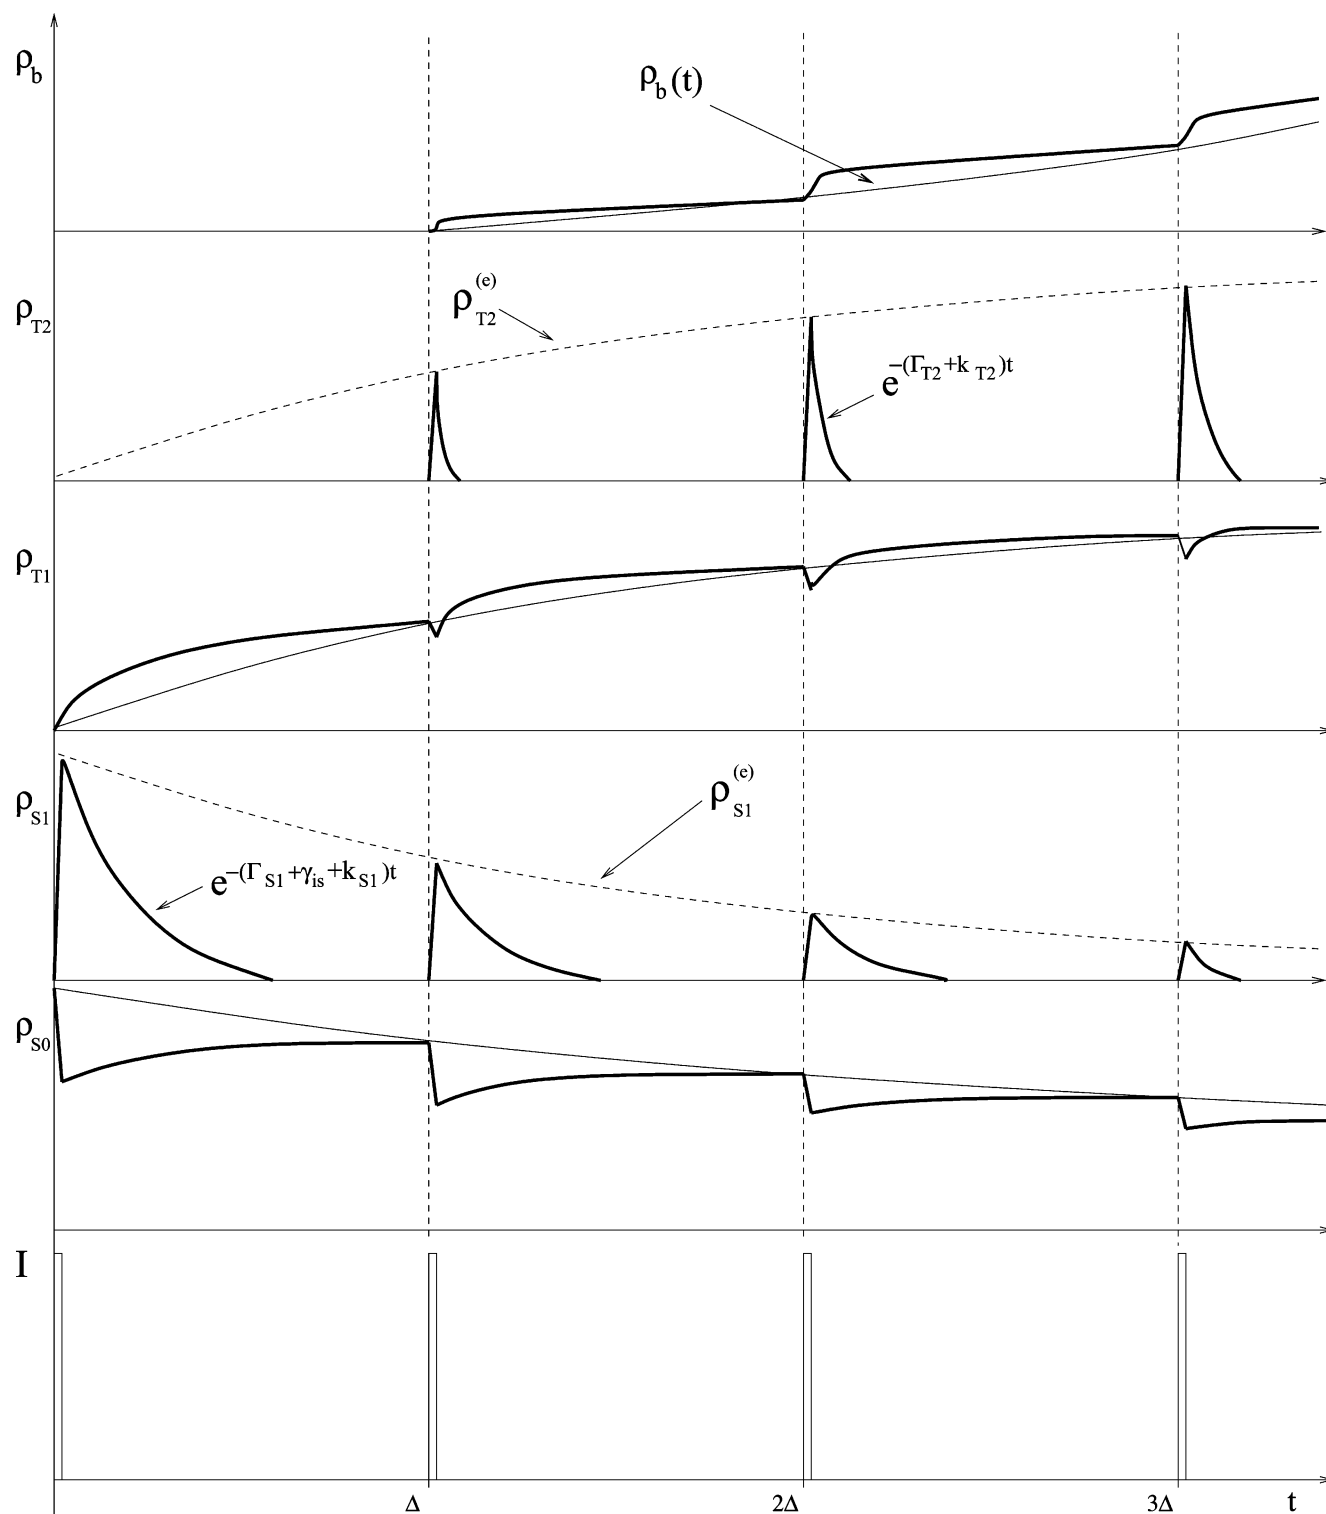 ρb
ρb(t)
ρT2
ρT2(e)
e−(ΓT2+kT2)t
ρT1
ρS1
ρS1(e)
e−(ΓS1+γis+kS1)t
ρS0
I
Δ 2Δ 3Δ t